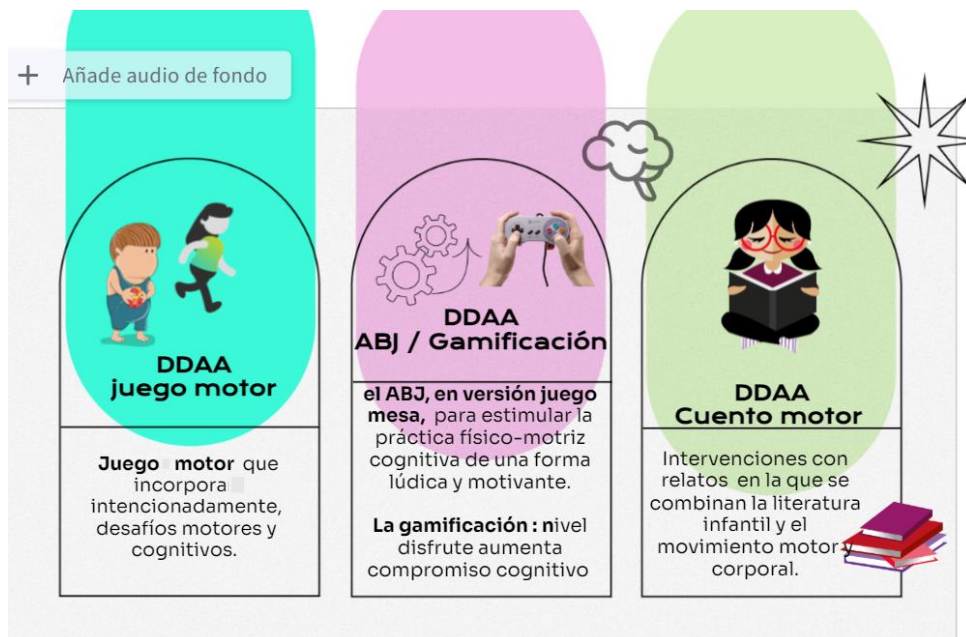 + Añade audio de fondo
DDAA
juego motor
Juego motor que
incorpora
intencionadamente,
desafíos motores y
cognitivos.
DDAA
ABJ / Gamificación
el ABJ, en versión juego
mesa, para estimular la
práctica físico-motriz
cognitiva de una forma
lúdica y motivante.
La gamificación : nivel
disfrute aumenta
compromiso cognitivo
DDAA
Cuento motor
Intervenciones con
relatos en la que se
combinan la literatura
infantil y el
movimiento motor y
corporal.